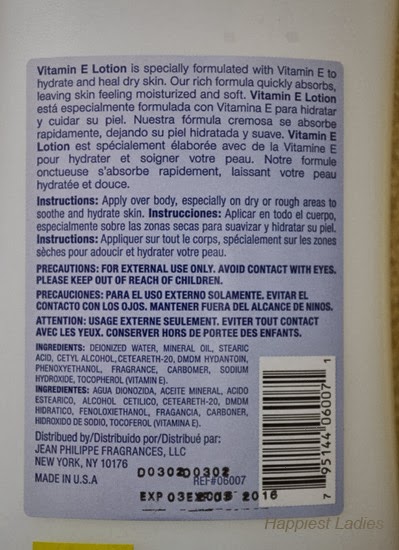 Vitamin E Lotion is specially formulated with Vitamin E to
hydrate and heal dry skin. Our rich formula quickly absorbs,
leaving skin feeling moisturized and soft. Vitamin E Lotion
está especialmente formulada con Vitamina E para hidratar
y cuidar su piel. Nuestra fórmula cremosa se absorbe
rapidamente, dejando su piel hidratada y suave. Vitamin E
Lotion est spécialement élaborée avec de la Vitamine E
pour hydrater et soigner votre peau. Notre formule
onctueuse s'absorbe rapidement, laissant votre peau
hydratée et douce.
Instructions: Apply over body, especially on dry or rough areas to
soothe and hydrate skin. Instrucciones: Aplicar en todo el cuerpo,
especialmente sobre las zonas secas para suavizar y hidratar su piel.
Instructions: Appliquer sur tout le corps, spécialement sur les zones
sèches pour adoucir et hydrater votre peau.
PRECAUTIONS: FOR EXTERNAL USE ONLY. AVOID CONTACT WITH EYES.
PLEASE KEEP OUT OF REACH OF CHILDREN.
PRECAUCIONES: PARA EL USO EXTERNO SOLAMENTE. EVITAR EL
CONTACTO CON LOS OJOS. MANTENER FUERA DEL ALCANCE DE NINOS.
ATTENTION: USAGE EXTERNE SEULEMENT. EVITER TOUT CONTACT
AVEC LES YEUX. CONSERVER HORS DE PORTEE DES ENFANTS.
INGREDIENTS: DEIONIZED WATER, MINERAL OIL, STEARIC
ACID, CETYL ALCOHOL, CETEARETH-20, DMDM HYDANTOIN,
PHENOXYETHANOL, FRAGRANCE, CARBOMER, SODIUM
HYDROXIDE, TOCOPHEROL (VITAMIN E).
INGREDIENTES: AGUA DIONOZIDA, ACEITE MINERAL, ACIDO
ESTEARICO, ALCOHOL CETILICO, CETEARETH-20, DMDM
HIDRATICO, FENOLOXIETHANOL, FRAGANCIA, CARBONER,
HIDROXIDO DE SODIO, TOCOFEROL (VITAMINA E).
Distribued by/Distribuido por/Distribué par:
JEAN PHILIPPE FRAGRANCES, LLC
NEW YORK, NY 10176
MADE IN U.S.A
REF#06007
EXP 2016
7 95144 06007 1
Happiest Ladies